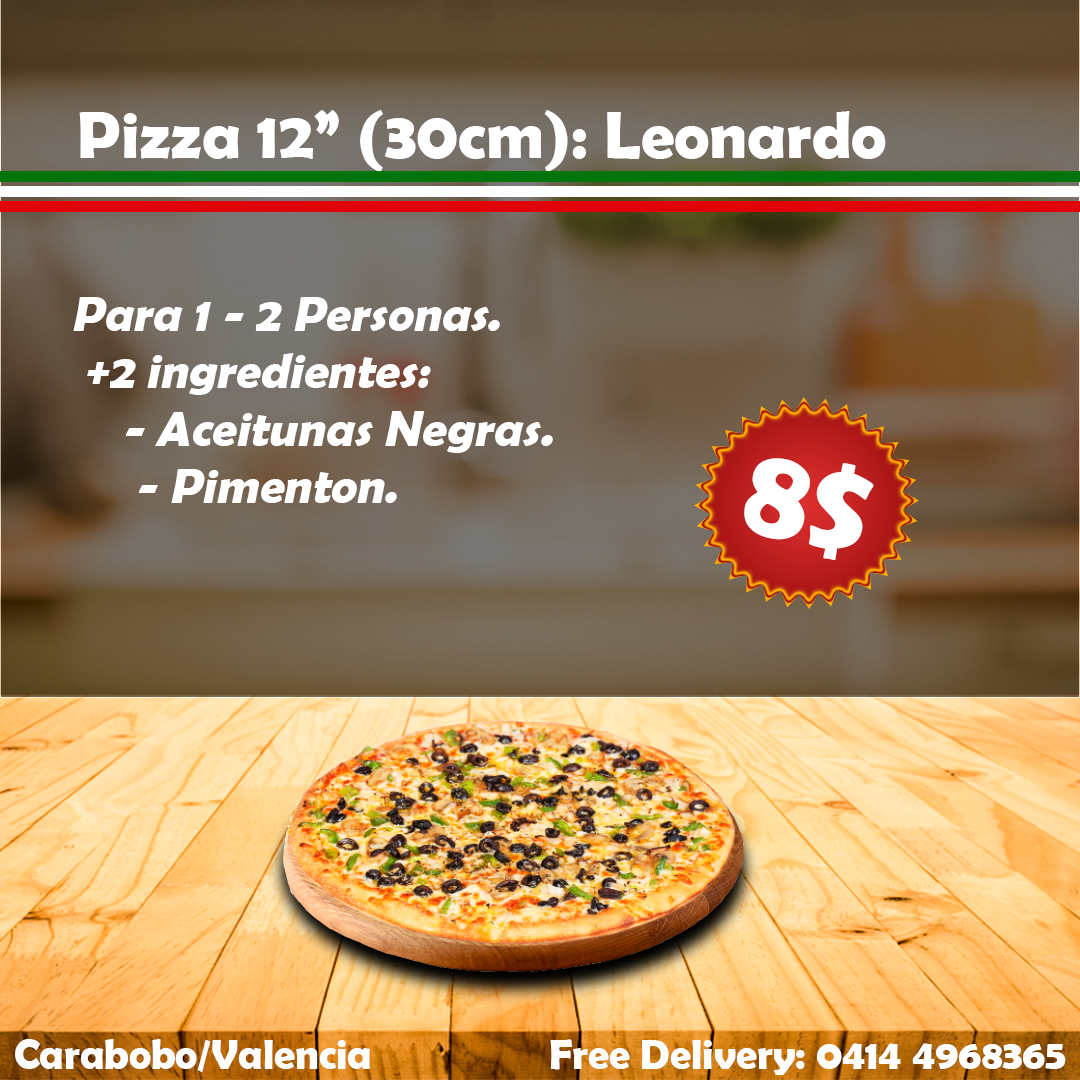 Pizza 12” (30cm): Leonardo
Para 1 - 2 Personas.
+2 ingredientes:
- Aceitunas Negras.
- Pimenton.
8$
Carabobo/Valencia
Free Delivery: 0414 4968365